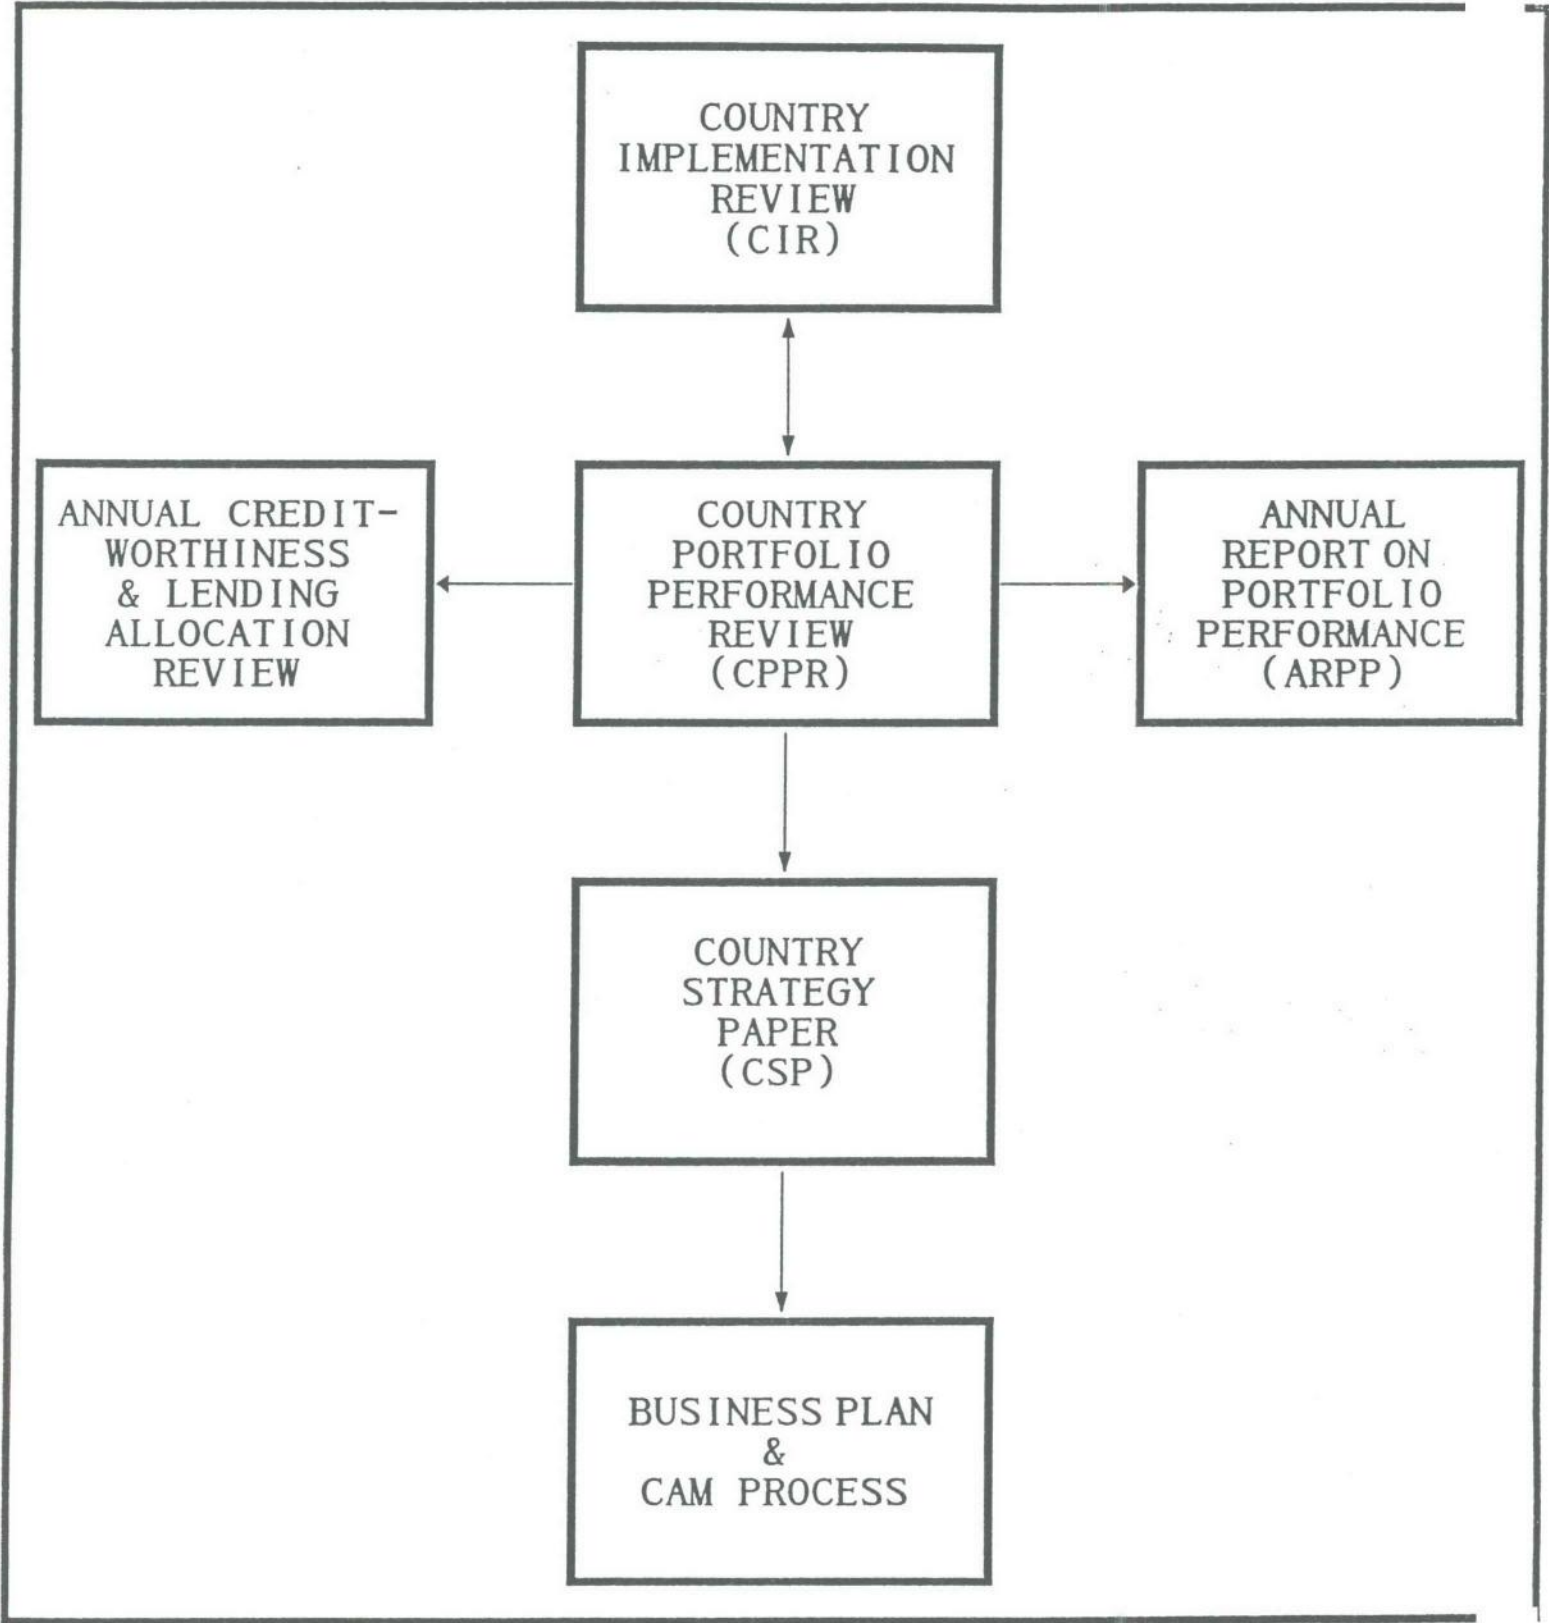 COUNTRY
IMPLEMENTATION
REVIEW
(CIR)
ANNUAL CREDIT-
WORTHINESS
& LENDING
ALLOCATION
REVIEW
COUNTRY
PORTFOLIO
PERFORMANCE
REVIEW
(CPPR)
ANNUAL
REPORT ON
PORTFOLIO
PERFORMANCE
(ARPP)
COUNTRY
STRATEGY
PAPER
(CSP)
BUSINESS PLAN
&
CAM PROCESS